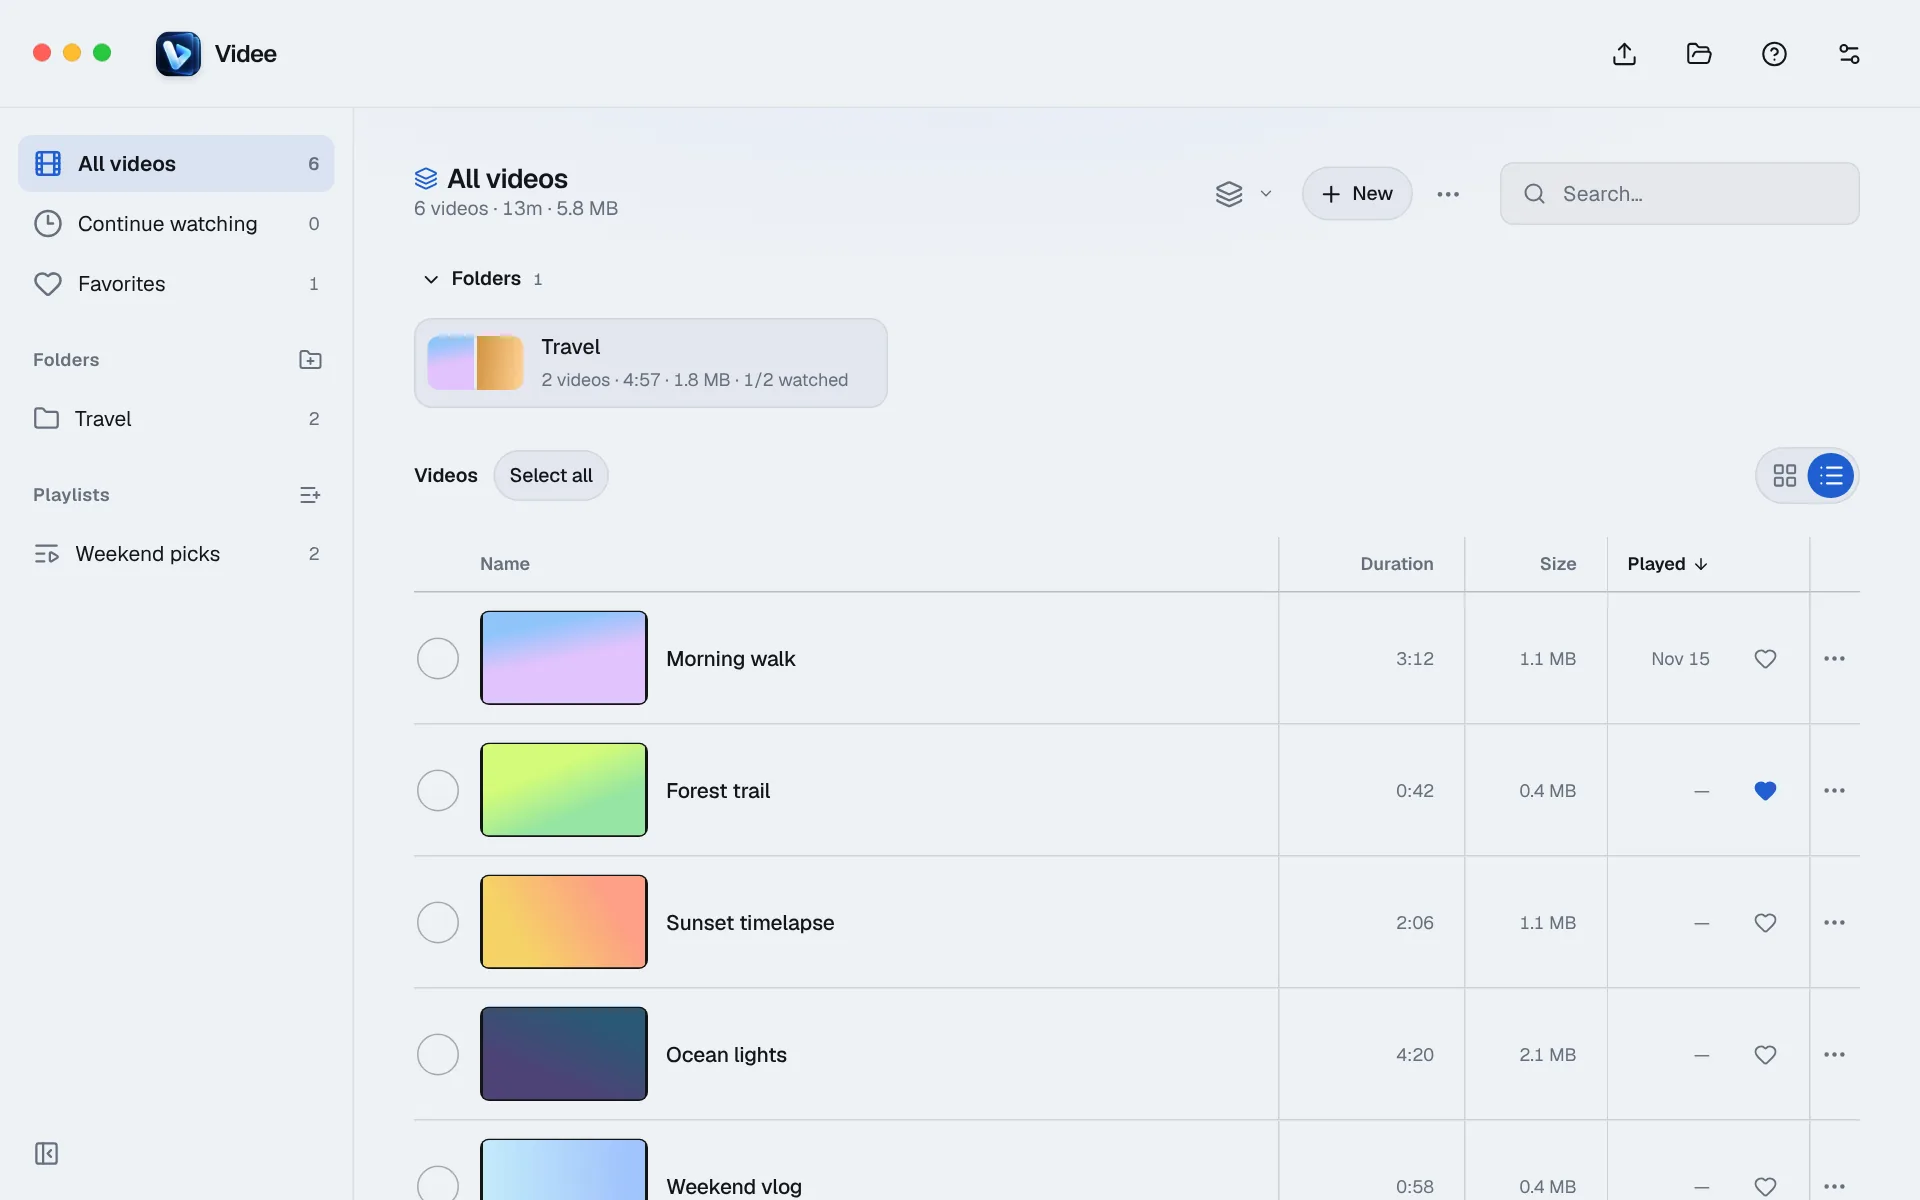 Videe
All videos 6
Continue watching 0
Favorites 1
Folders
Travel 2
Playlists
Weekend picks 2
All videos
6 videos · 13m · 5.8 MB
New
Search...
Folders 1
Travel
2 videos · 4:57 · 1.8 MB · 1/2 watched
Videos Select all
Name Duration Size Played ↓
Morning walk 3:12 1.1 MB Nov 15
Forest trail 0:42 0.4 MB —
Sunset timelapse 2:06 1.1 MB —
Ocean lights 4:20 2.1 MB —
Weekend vlog 0:58 0.4 MB —